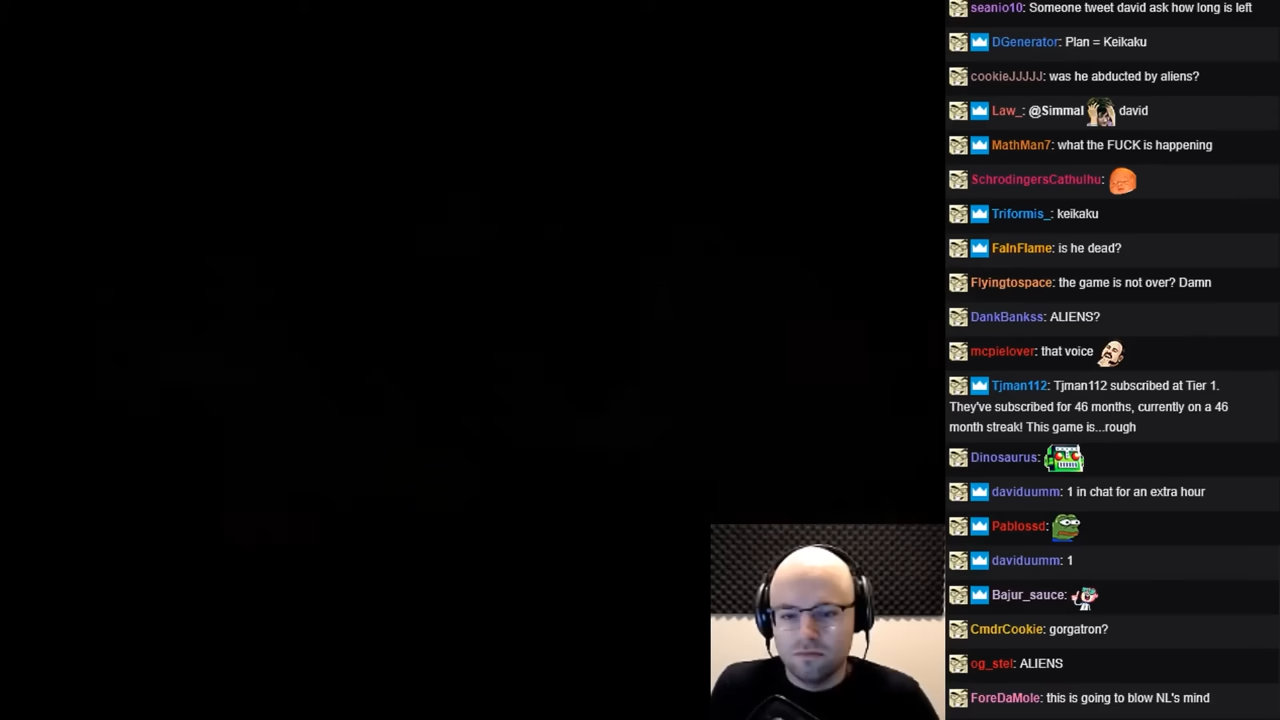 seanio10: Someone tweet david ask how long is left
DGenerator: Plan = Keikaku
cookieJJJJJ: was he abducted by aliens?
Law_: @Simmal david
MathMan7: what the FUCK is happening
SchrodingersCathulhu:
Triformis_: keikaku
FalnFlame: is he dead?
Flyingtospace: the game is not over? Damn
DankBankss: ALIENS?
mcpielover: that voice
Tjman112: Tjman112 subscribed at Tier 1.
They've subscribed for 46 months, currently on a 46
month streak! This game is...rough
Dinosaurus:
daviduumm: 1 in chat for an extra hour
Pablossd:
daviduumm: 1
Bajur_sauce:
CmdrCookie: gorgatron?
og_stel: ALIENS
ForeDaMole: this is going to blow NL's mind